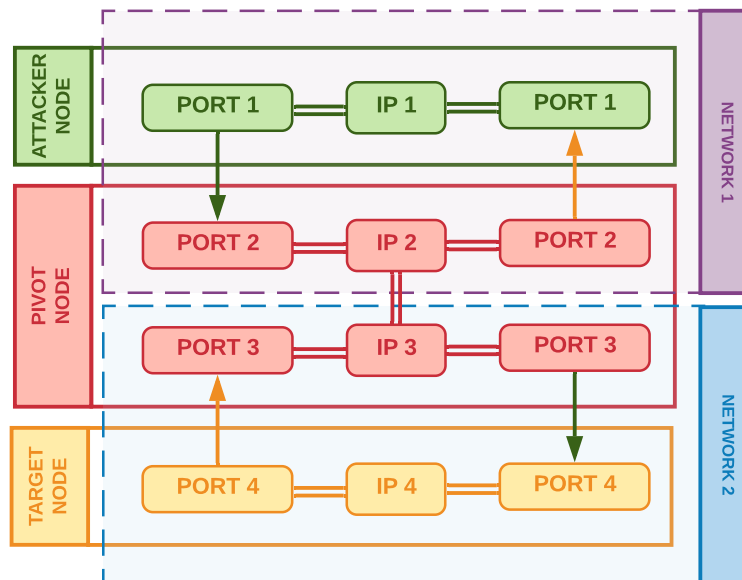 ATTACKER
NODE
PORT 1
IP 1
PORT 1
NETWORK 1
PIVOT
NODE
PORT 2
IP 2
PORT 2
PORT 3
IP 3
PORT 3
NETWORK 2
TARGET
NODE
PORT 4
IP 4
PORT 4